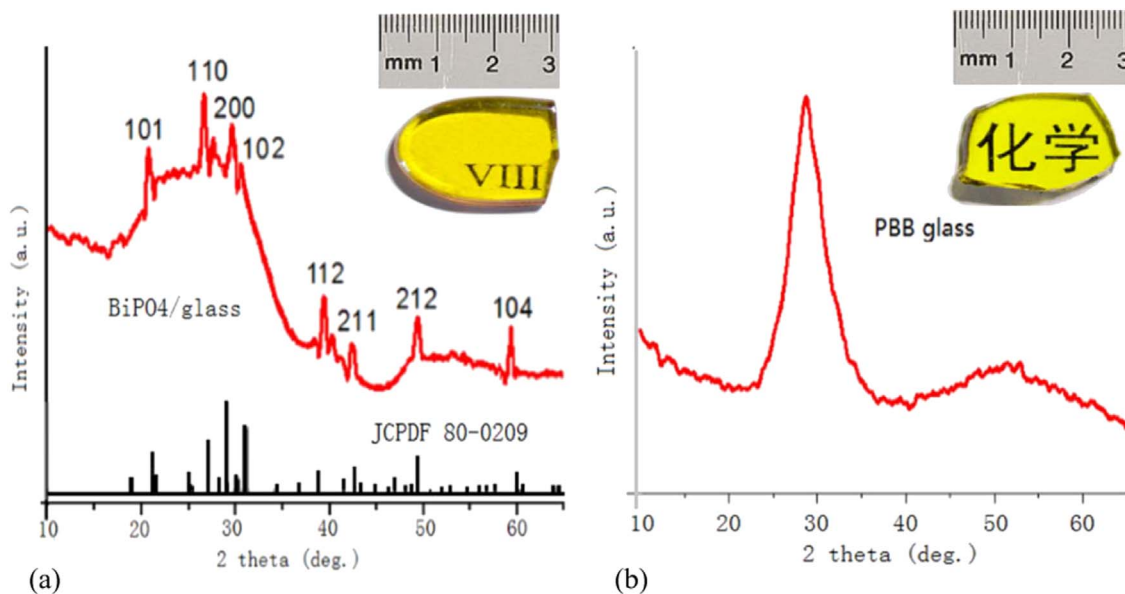 mm 1 2 3
VIII
110
200
101
102
112
211
212
104
BiPO4/glass
JCPDF 80-0209
Intensity (a.u.)
10 20 30 40 50 60
2 theta (deg.)
(a)
mm 1 2 3
化学
PBB glass
Intensity (a.u.)
10 20 30 40 50 60
2 theta (deg.)
(b)